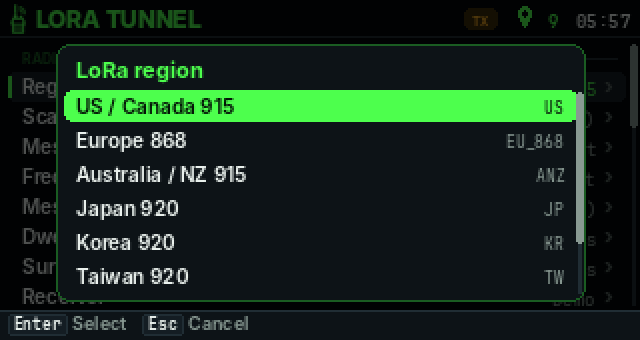 LORA TUNNEL TX 9 05:57
LoRa region
US / Canada 915 US
Europe 868 EU_868
Australia / NZ 915 ANZ
Japan 920 JP
Korea 920 KR
Taiwan 920 TW
Enter Select Esc Cancel